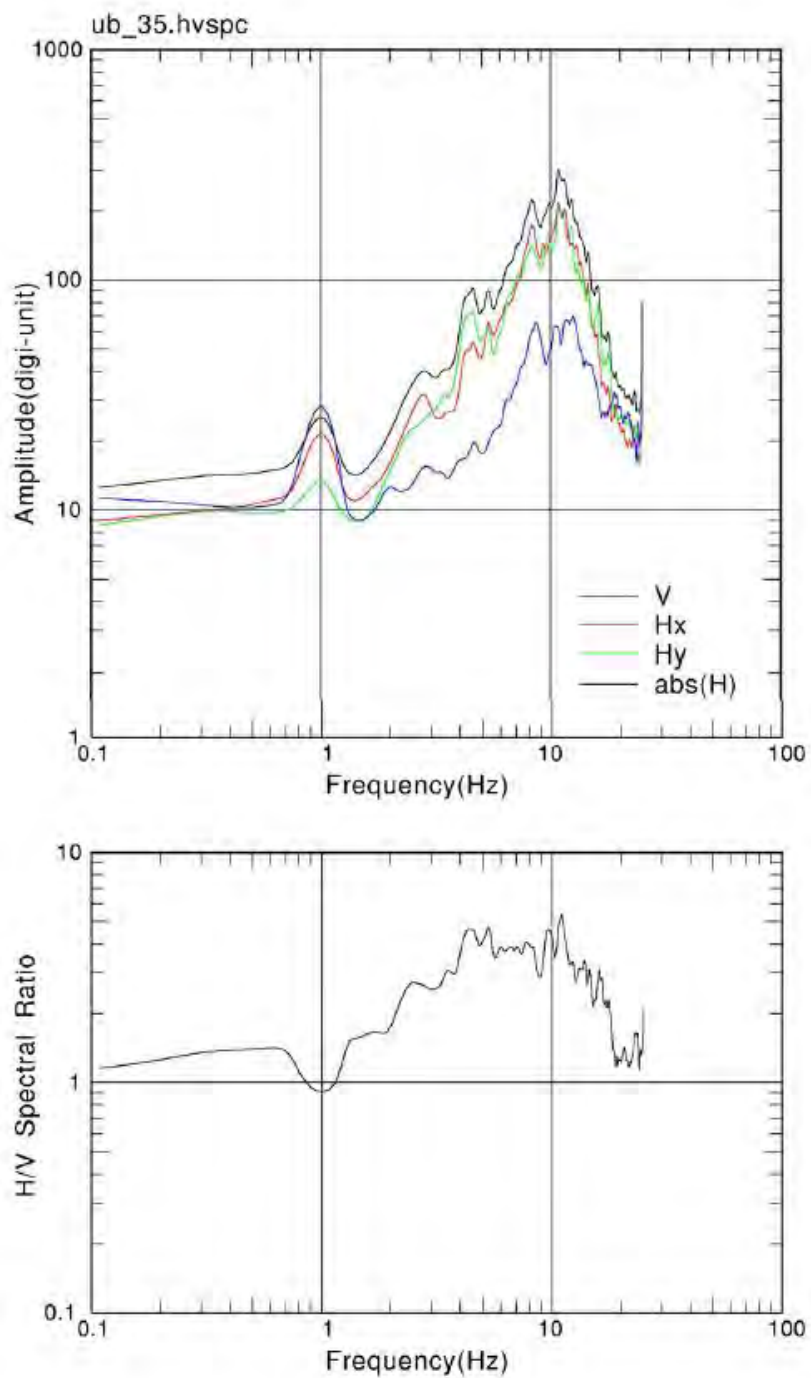 ub_35.hvspc
1000
100
10
1
Amplitude(digi-unit)
V
Hx
Hy
abs(H)
0.1 1 10 100
Frequency(Hz)
10
1
0.1
H/V Spectral Ratio
0.1 1 10 100
Frequency(Hz)